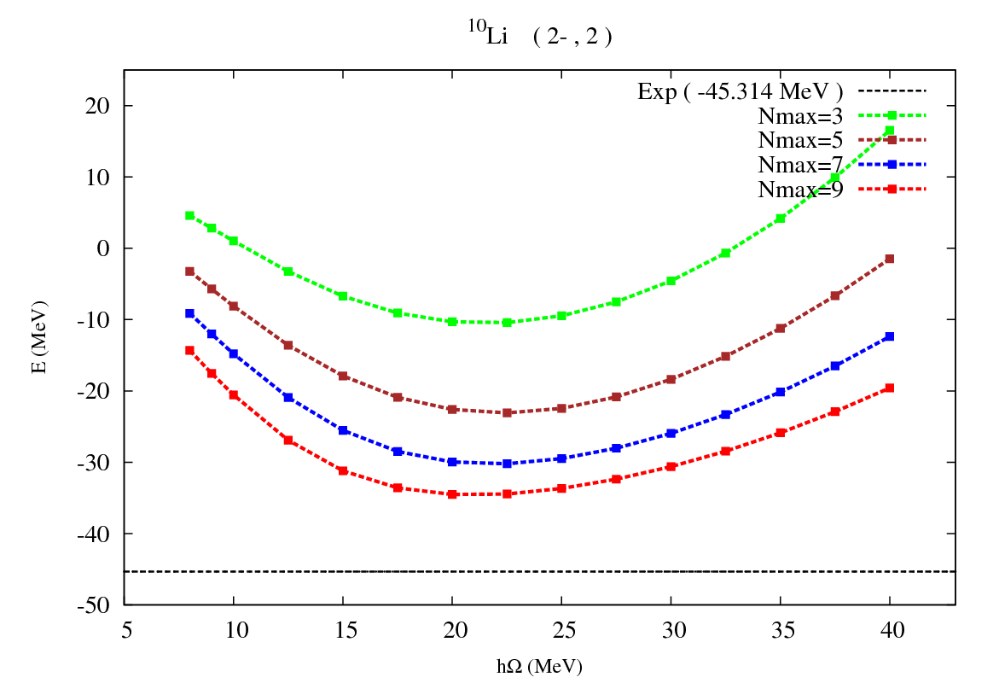 10Li ( 2- , 2 )
Exp ( -45.314 MeV )
Nmax=3
Nmax=5
Nmax=7
Nmax=9
20
10
0
-10
-20
-30
-40
-50
E (MeV)
5 10 15 20 25 30 35 40
hΩ (MeV)